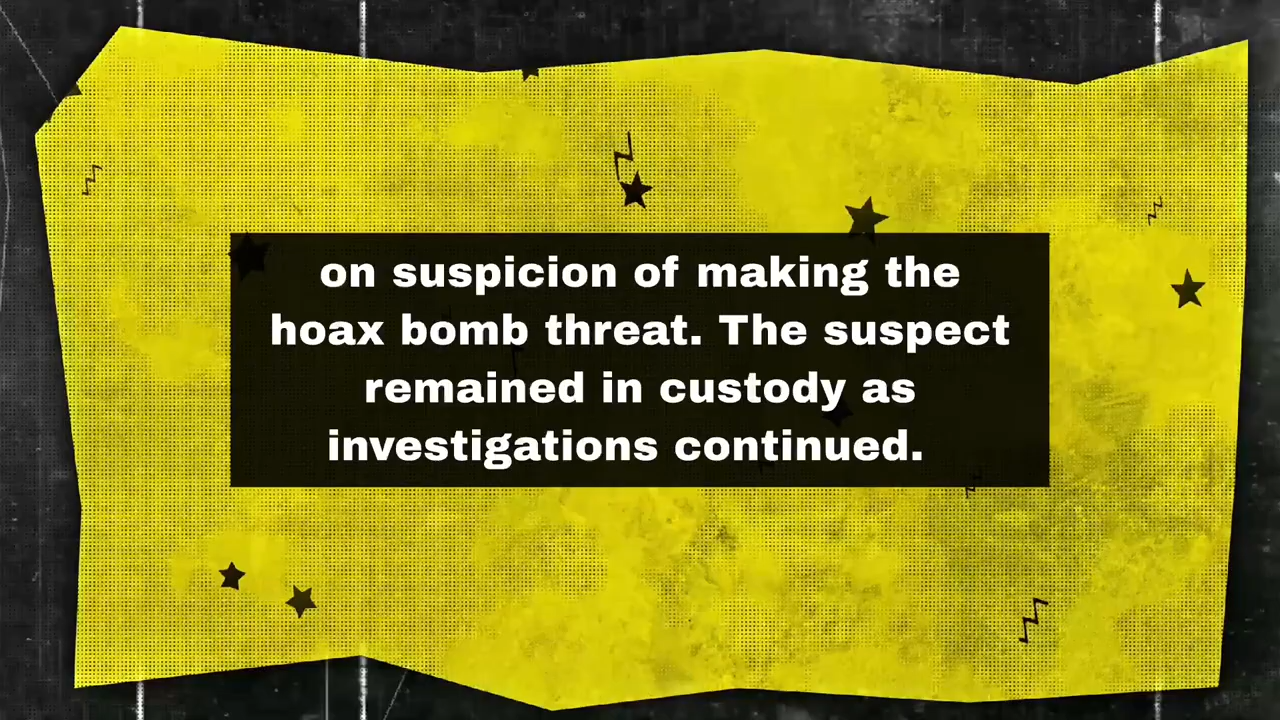 on suspicion of making the
hoax bomb threat. The suspect
remained in custody as
investigations continued.